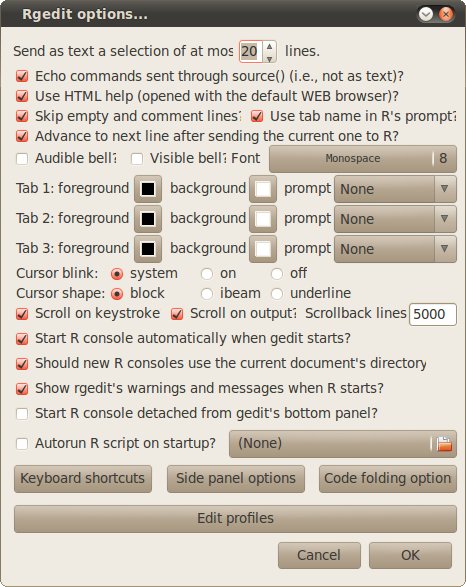 Rgedit options...
Send as text a selection of at mos 20 lines.
Echo commands sent through source() (i.e., not as text)?
Use HTML help (opened with the default WEB browser)?
Skip empty and comment lines? Use tab name in R's prompt?
Advance to next line after sending the current one to R?
Audible bell? Visible bell? Font Monospace 8
Tab 1: foreground background prompt None
Tab 2: foreground background prompt None
Tab 3: foreground background prompt None
Cursor blink: system on off
Cursor shape: block ibeam underline
Scroll on keystroke Scroll on output? Scrollback lines 5000
Start R console automatically when gedit starts?
Should new R consoles use the current document's directory
Show rgedit's warnings and messages when R starts?
Start R console detached from gedit's bottom panel?
Autorun R script on startup? (None)
Keyboard shortcuts Side panel options Code folding option
Edit profiles
Cancel OK